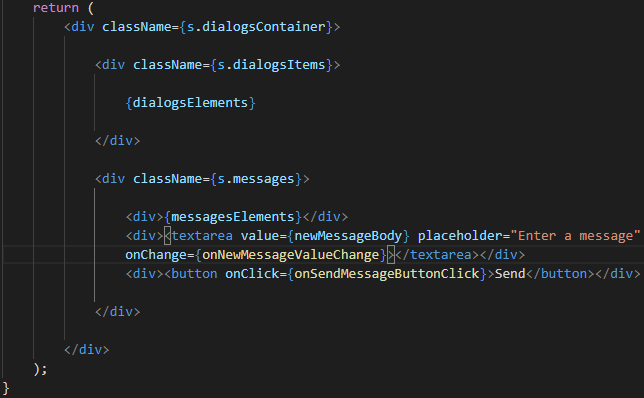 return (
<div className={s.dialogsContainer}>
<div className={s.dialogsItems}>
{dialogsElements}
</div>
<div className={s.messages}>
<div>{messagesElements}</div>
<div><textarea value={newMessageBody} placeholder="Enter a message"
onChange={onNewMessageValueChange}></textarea></div>
<div><button onClick={onSendMessageButtonClick}>Send</button></div>
</div>
</div>
);
}